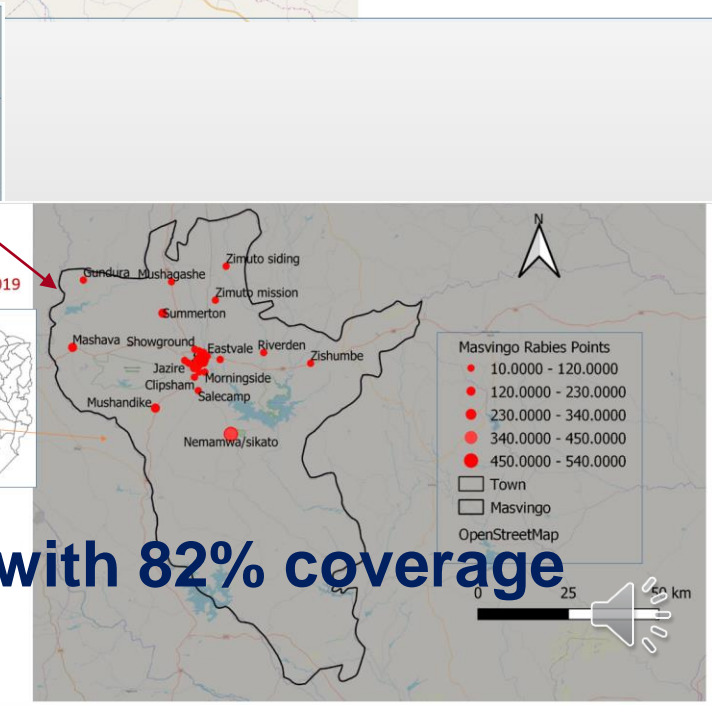 019
N
Zimuto siding
Gundura Mushagashe
Zimuto mission
Summerton
Mashava Showground Eastvale Riverden
Zishumbe
Jazire
Morningside
Clipsham
Salecamp
Mushandike
Nemamwa/sikato
Masvingo Rabies Points
10.0000 - 120.0000
120.0000 - 230.0000
230.0000 - 340.0000
340.0000 - 450.0000
450.0000 - 540.0000
Town
Masvingo
OpenStreetMap
with 82% coverage
0 25 50 km